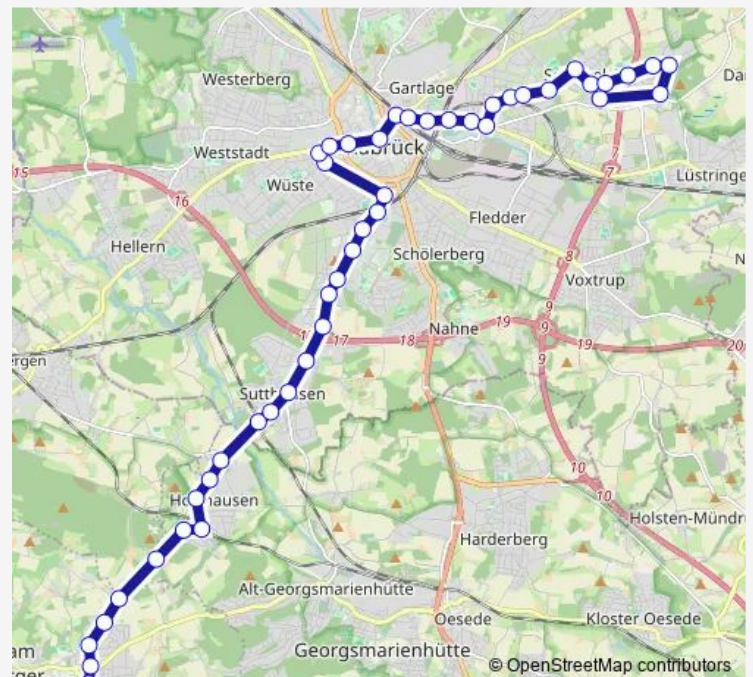 Gartlage
Westerberg
Weststadt
Wüste
15
16
Lüstringe
7
7
Fledder
Hellern
Schölerberg
8
Voxtrup
9
9
9
17
18
Nahne
19
19
20
10
10
Holsten-Mündr
Harderberg
Alt-Georgsmarienhütte
Oesede
Kloster Oesede
Georgsmarienhütte
© OpenStreetMap contributors